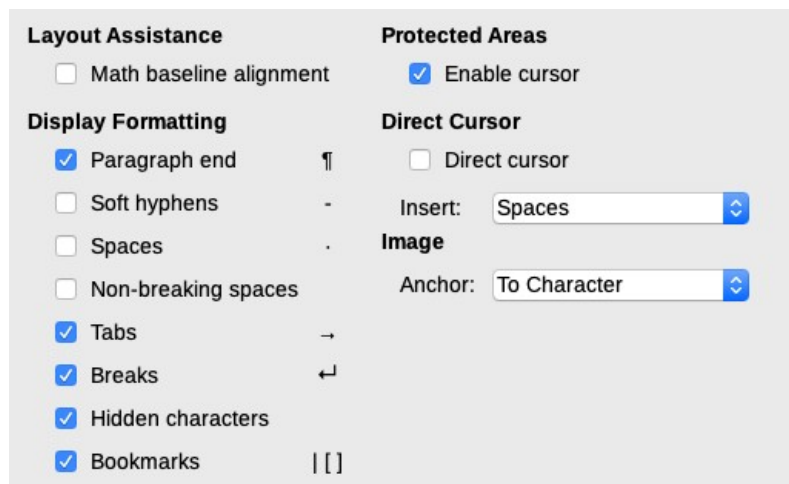 Layout Assistance
Math baseline alignment
Display Formatting
Paragraph end ¶
Soft hyphens -
Spaces ·
Non-breaking spaces
Tabs →
Breaks ↵
Hidden characters
Bookmarks |[]
Protected Areas
Enable cursor
Direct Cursor
Direct cursor
Insert: Spaces
Image
Anchor: To Character